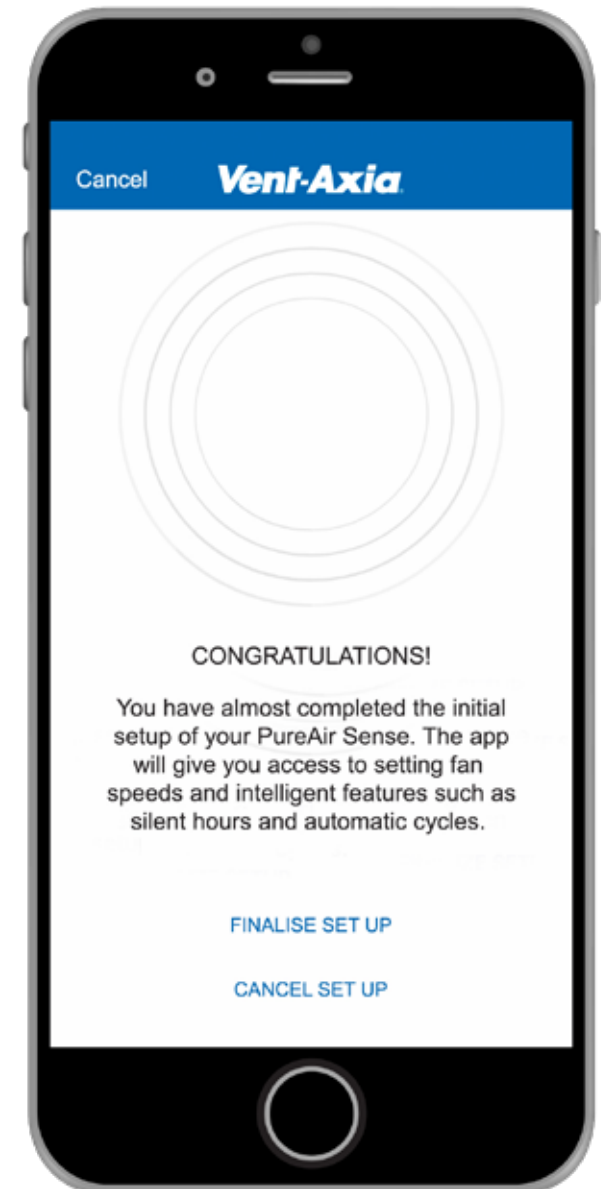 Cancel Vent-Axia
CONGRATULATIONS!
You have almost completed the initial
setup of your PureAir Sense. The app
will give you access to setting fan
speeds and intelligent features such as
silent hours and automatic cycles.
FINALISE SET UP
CANCEL SET UP